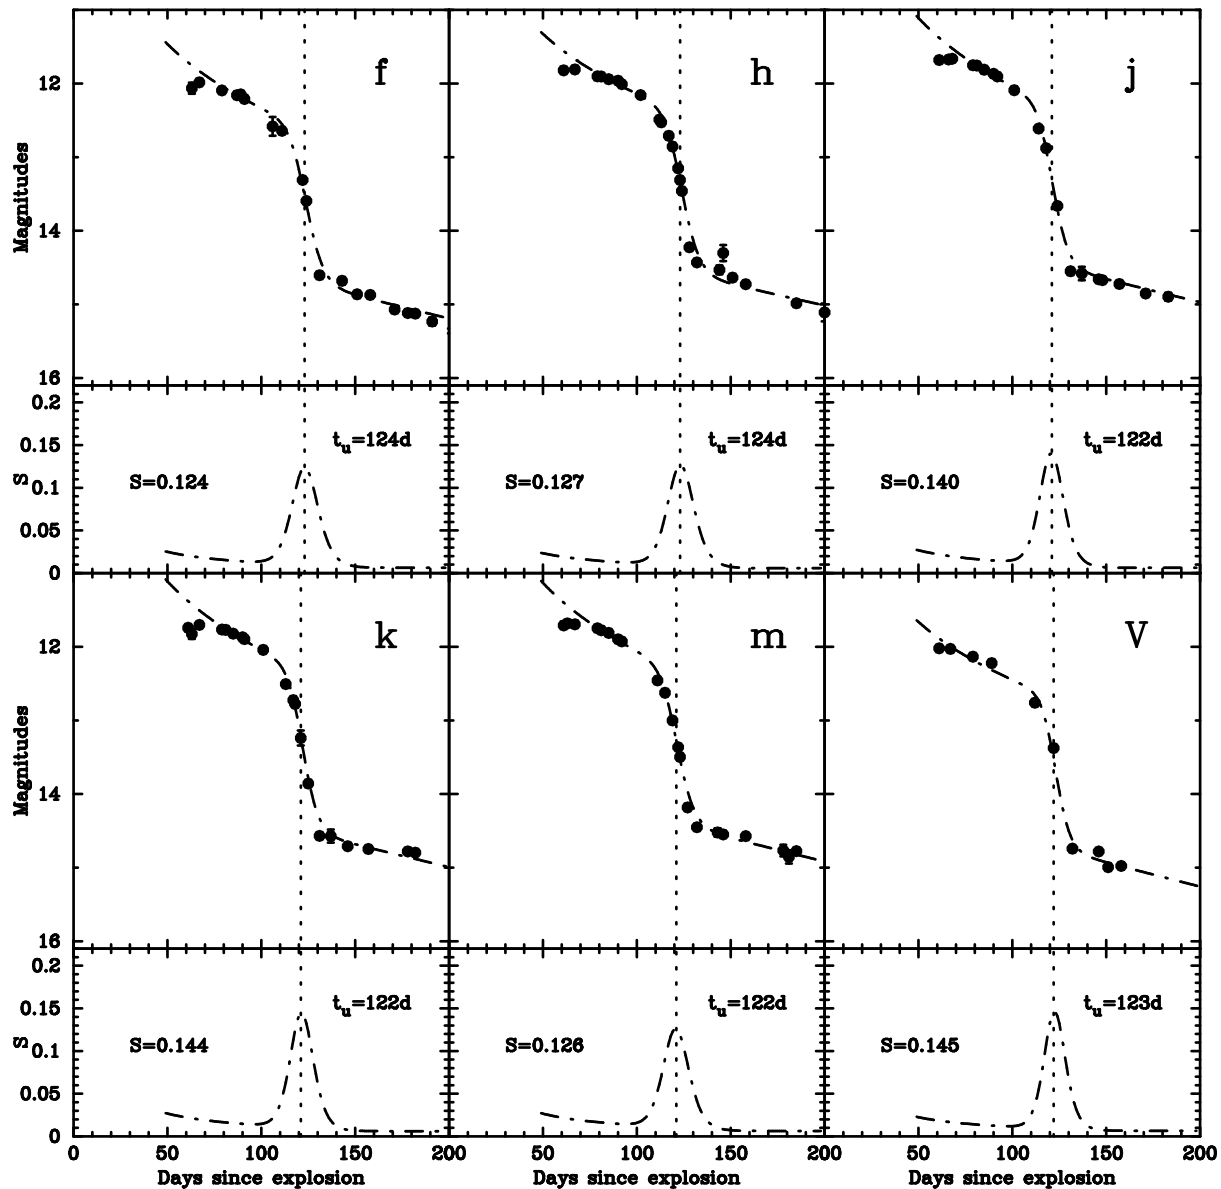 f
h
j
12
14
16
Magnitudes
0.2
0.15
0.1
0.05
0
S
t_u=124d
S=0.124
t_u=124d
S=0.127
t_u=122d
S=0.140
k
m
V
12
14
16
Magnitudes
0.2
0.15
0.1
0.05
0
S
t_u=122d
S=0.144
t_u=122d
S=0.126
t_u=123d
S=0.145
0 50 100 150 200 50 100 150 200 50 100 150 200
Days since explosion Days since explosion Days since explosion